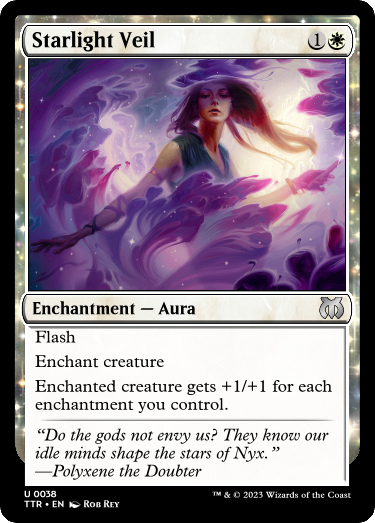 Starlight Veil 1
Enchantment — Aura
Flash
Enchant creature
Enchanted creature gets +1/+1 for each
enchantment you control.
“Do the gods not envy us? They know our
idle minds shape the stars of Nyx.”
—Polyxene the Doubter
U 0038
TTR • EN Rob Rey ™ & © 2023 Wizards of the Coast